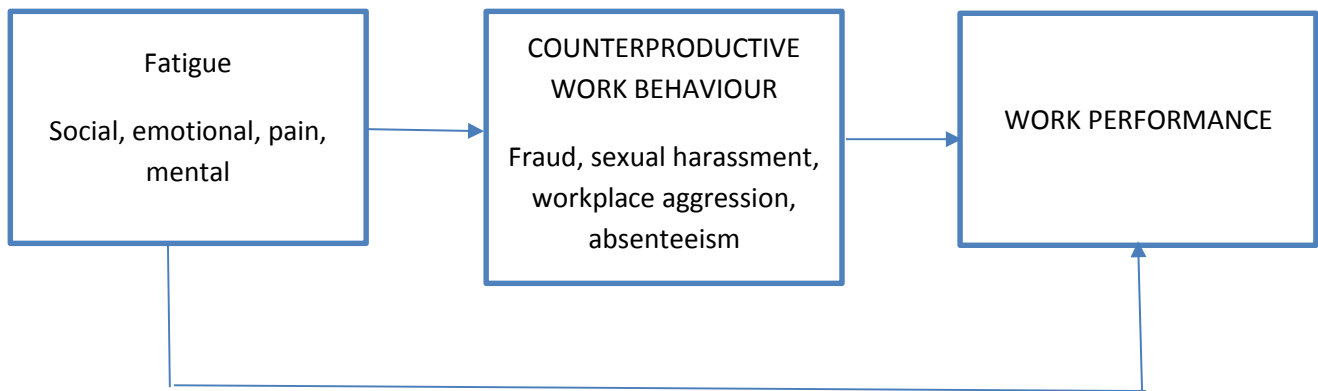 Fatigue
Social, emotional, pain,
mental
COUNTERPRODUCTIVE
WORK BEHAVIOUR
Fraud, sexual harassment,
workplace aggression,
absenteeism
WORK PERFORMANCE